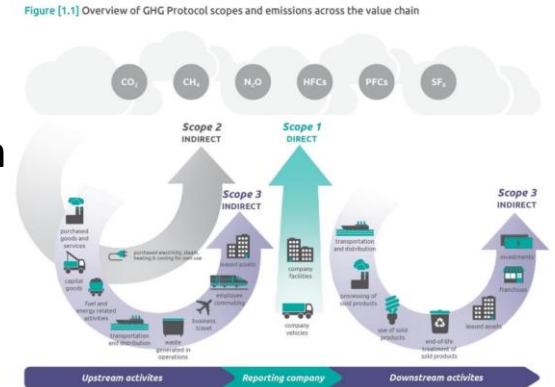 Figure [1.1] Overview of GHG Protocol scopes and emissions across the value chain
CO₂
CH₄
N₂O
HFCs
PFCs
SF₆
Scope 2
INDIRECT
Scope 1
DIRECT
Scope 3
INDIRECT
Scope 3
INDIRECT
purchased
goods and
services
capital
goods
fuel and
energy related
activities
transportation
and distribution
waste
generated in
operations
business
travel
employee
commuting
leased assets
purchased electricity, steam,
heating & cooling for own use
company
facilities
company
vehicles
transportation
and distribution
processing of
sold products
use of sold
products
end-of-life
treatment of
sold products
leased assets
franchises
investments
Upstream activites
Reporting company
Downstream activites